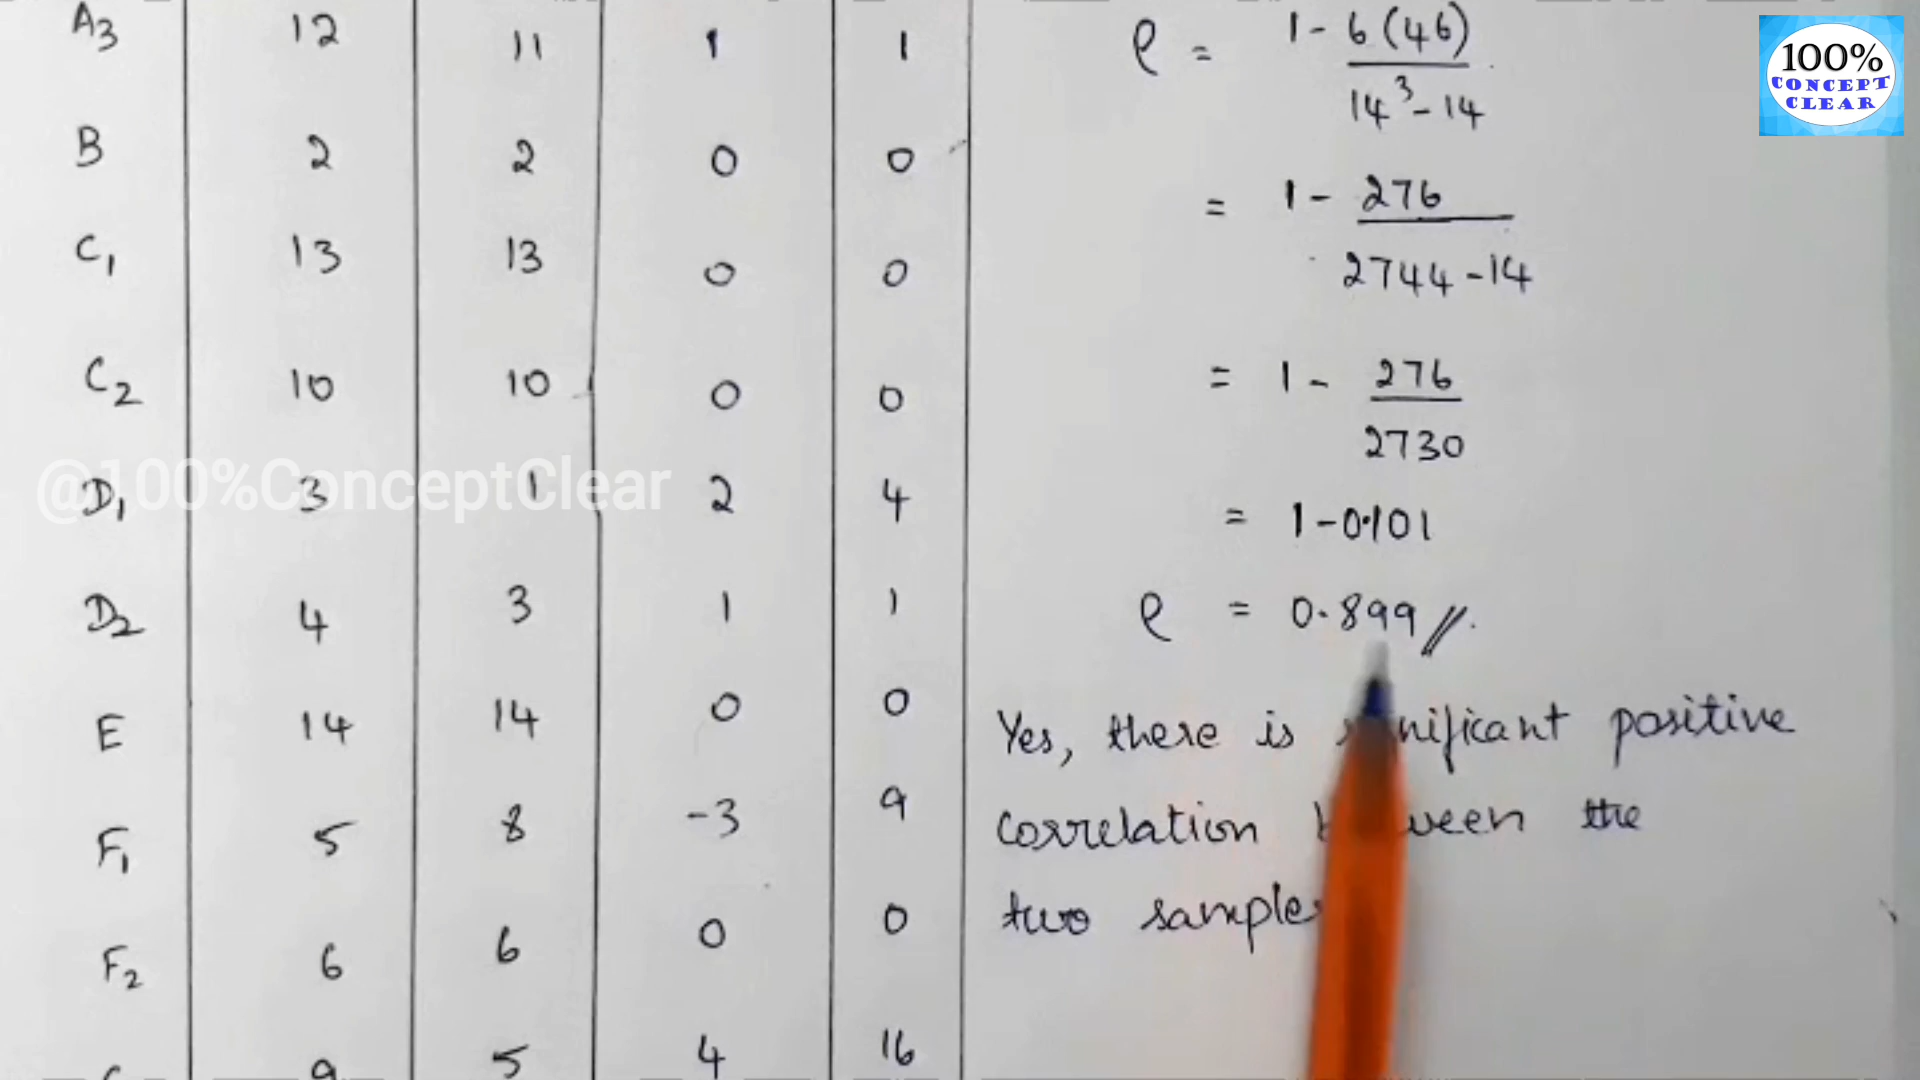 A3 12 11 1 1
B 2 2 0 0
C1 13 13 0 0
C2 10 10 0 0
D1 3 1 2 4
D2 4 3 1 1
E 14 14 0 0
F1 5 8 -3 9
F2 6 6 0 0
9 5 4 16
ρ = 1 - 6(46)
14³ - 14
= 1 - 276
2744 - 14
= 1 - 276
2730
= 1 - 0.101
ρ = 0.899 //.
Yes, there is positive
correlation the
two
100%
CONCEPT
CLEAR
@100%ConceptClear